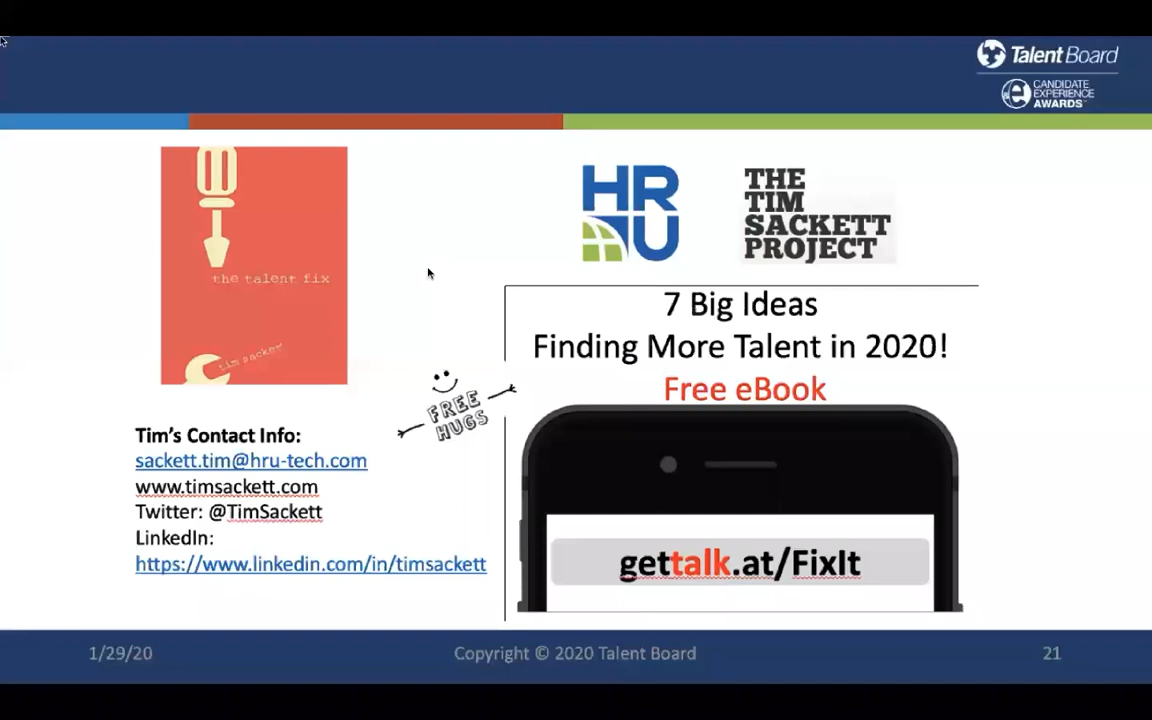 TalentBoard
CANDIDATE
EXPERIENCE
AWARDS
HR
U
THE
TIM
SACKETT
PROJECT
the talent fix
tim sackett
7 Big Ideas
Finding More Talent in 2020!
Free eBook
FREE
HUGS
Tim's Contact Info:
sackett.tim@hru-tech.com
www.timsackett.com
Twitter: @TimSackett
LinkedIn:
https://www.linkedin.com/in/timsackett
gettalk.at/FixIt
1/29/20
Copyright © 2020 Talent Board
21